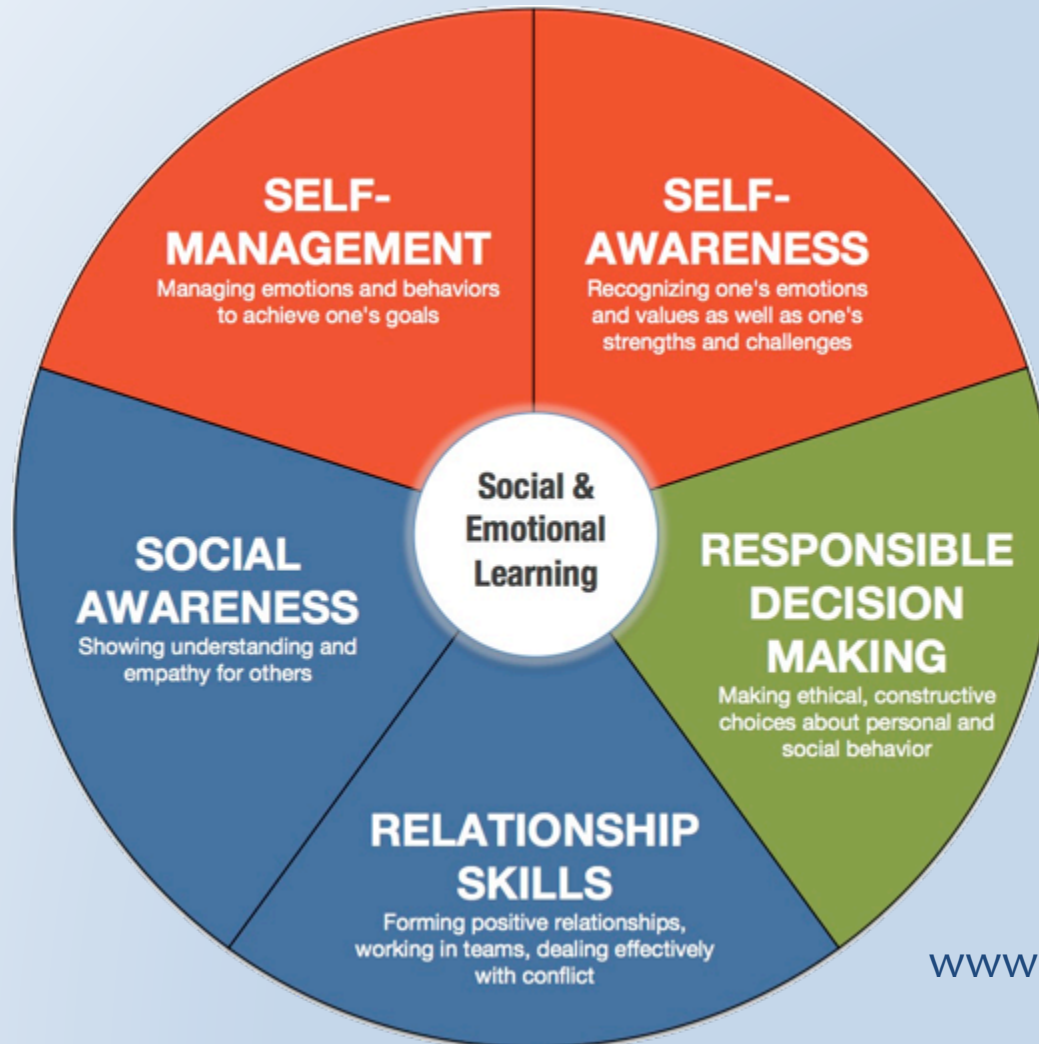 SELF-
MANAGEMENT
Managing emotions and behaviors
to achieve one's goals
SELF-
AWARENESS
Recognizing one's emotions
and values as well as one's
strengths and challenges
Social &
Emotional
Learning
SOCIAL
AWARENESS
Showing understanding and
empathy for others
RESPONSIBLE
DECISION
MAKING
Making ethical, constructive
choices about personal and
social behavior
RELATIONSHIP
SKILLS
Forming positive relationships,
working in teams, dealing effectively
with conflict
www